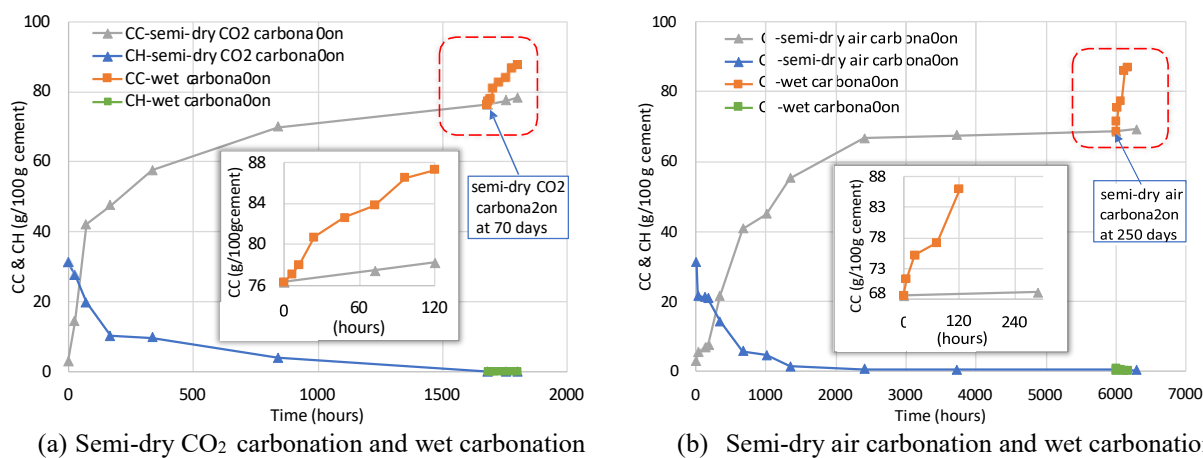 100
80
60
40
20
0
CC & CH (g/100 g cement)
CC-semi-dry CO2 carbona0on
CH-semi-dry CO2 carbona0on
CC-wet carbona0on
CH-wet carbona0on
semi-dry CO2
carbona2on
at 70 days
88
84
80
76
CC (g/100gcement)
0 60 120
(hours)
0 500 1000 1500 2000
Time (hours)
(a) Semi-dry CO2 carbonation and wet carbonation
100
80
60
40
20
0
CC & CH (g/100 g cement)
C -semi-dry air carbona0on
C -semi-dry air carbona0on
C -wet carbona0on
C -wet carbona0on
semi-dry air
carbona2on
at 250 days
88
83
78
73
68
CC (g/100g cement)
0 120 240
(hours)
0 1000 2000 3000 4000 5000 6000 7000
Time (hours)
(b) Semi-dry air carbonation and wet carbonatio